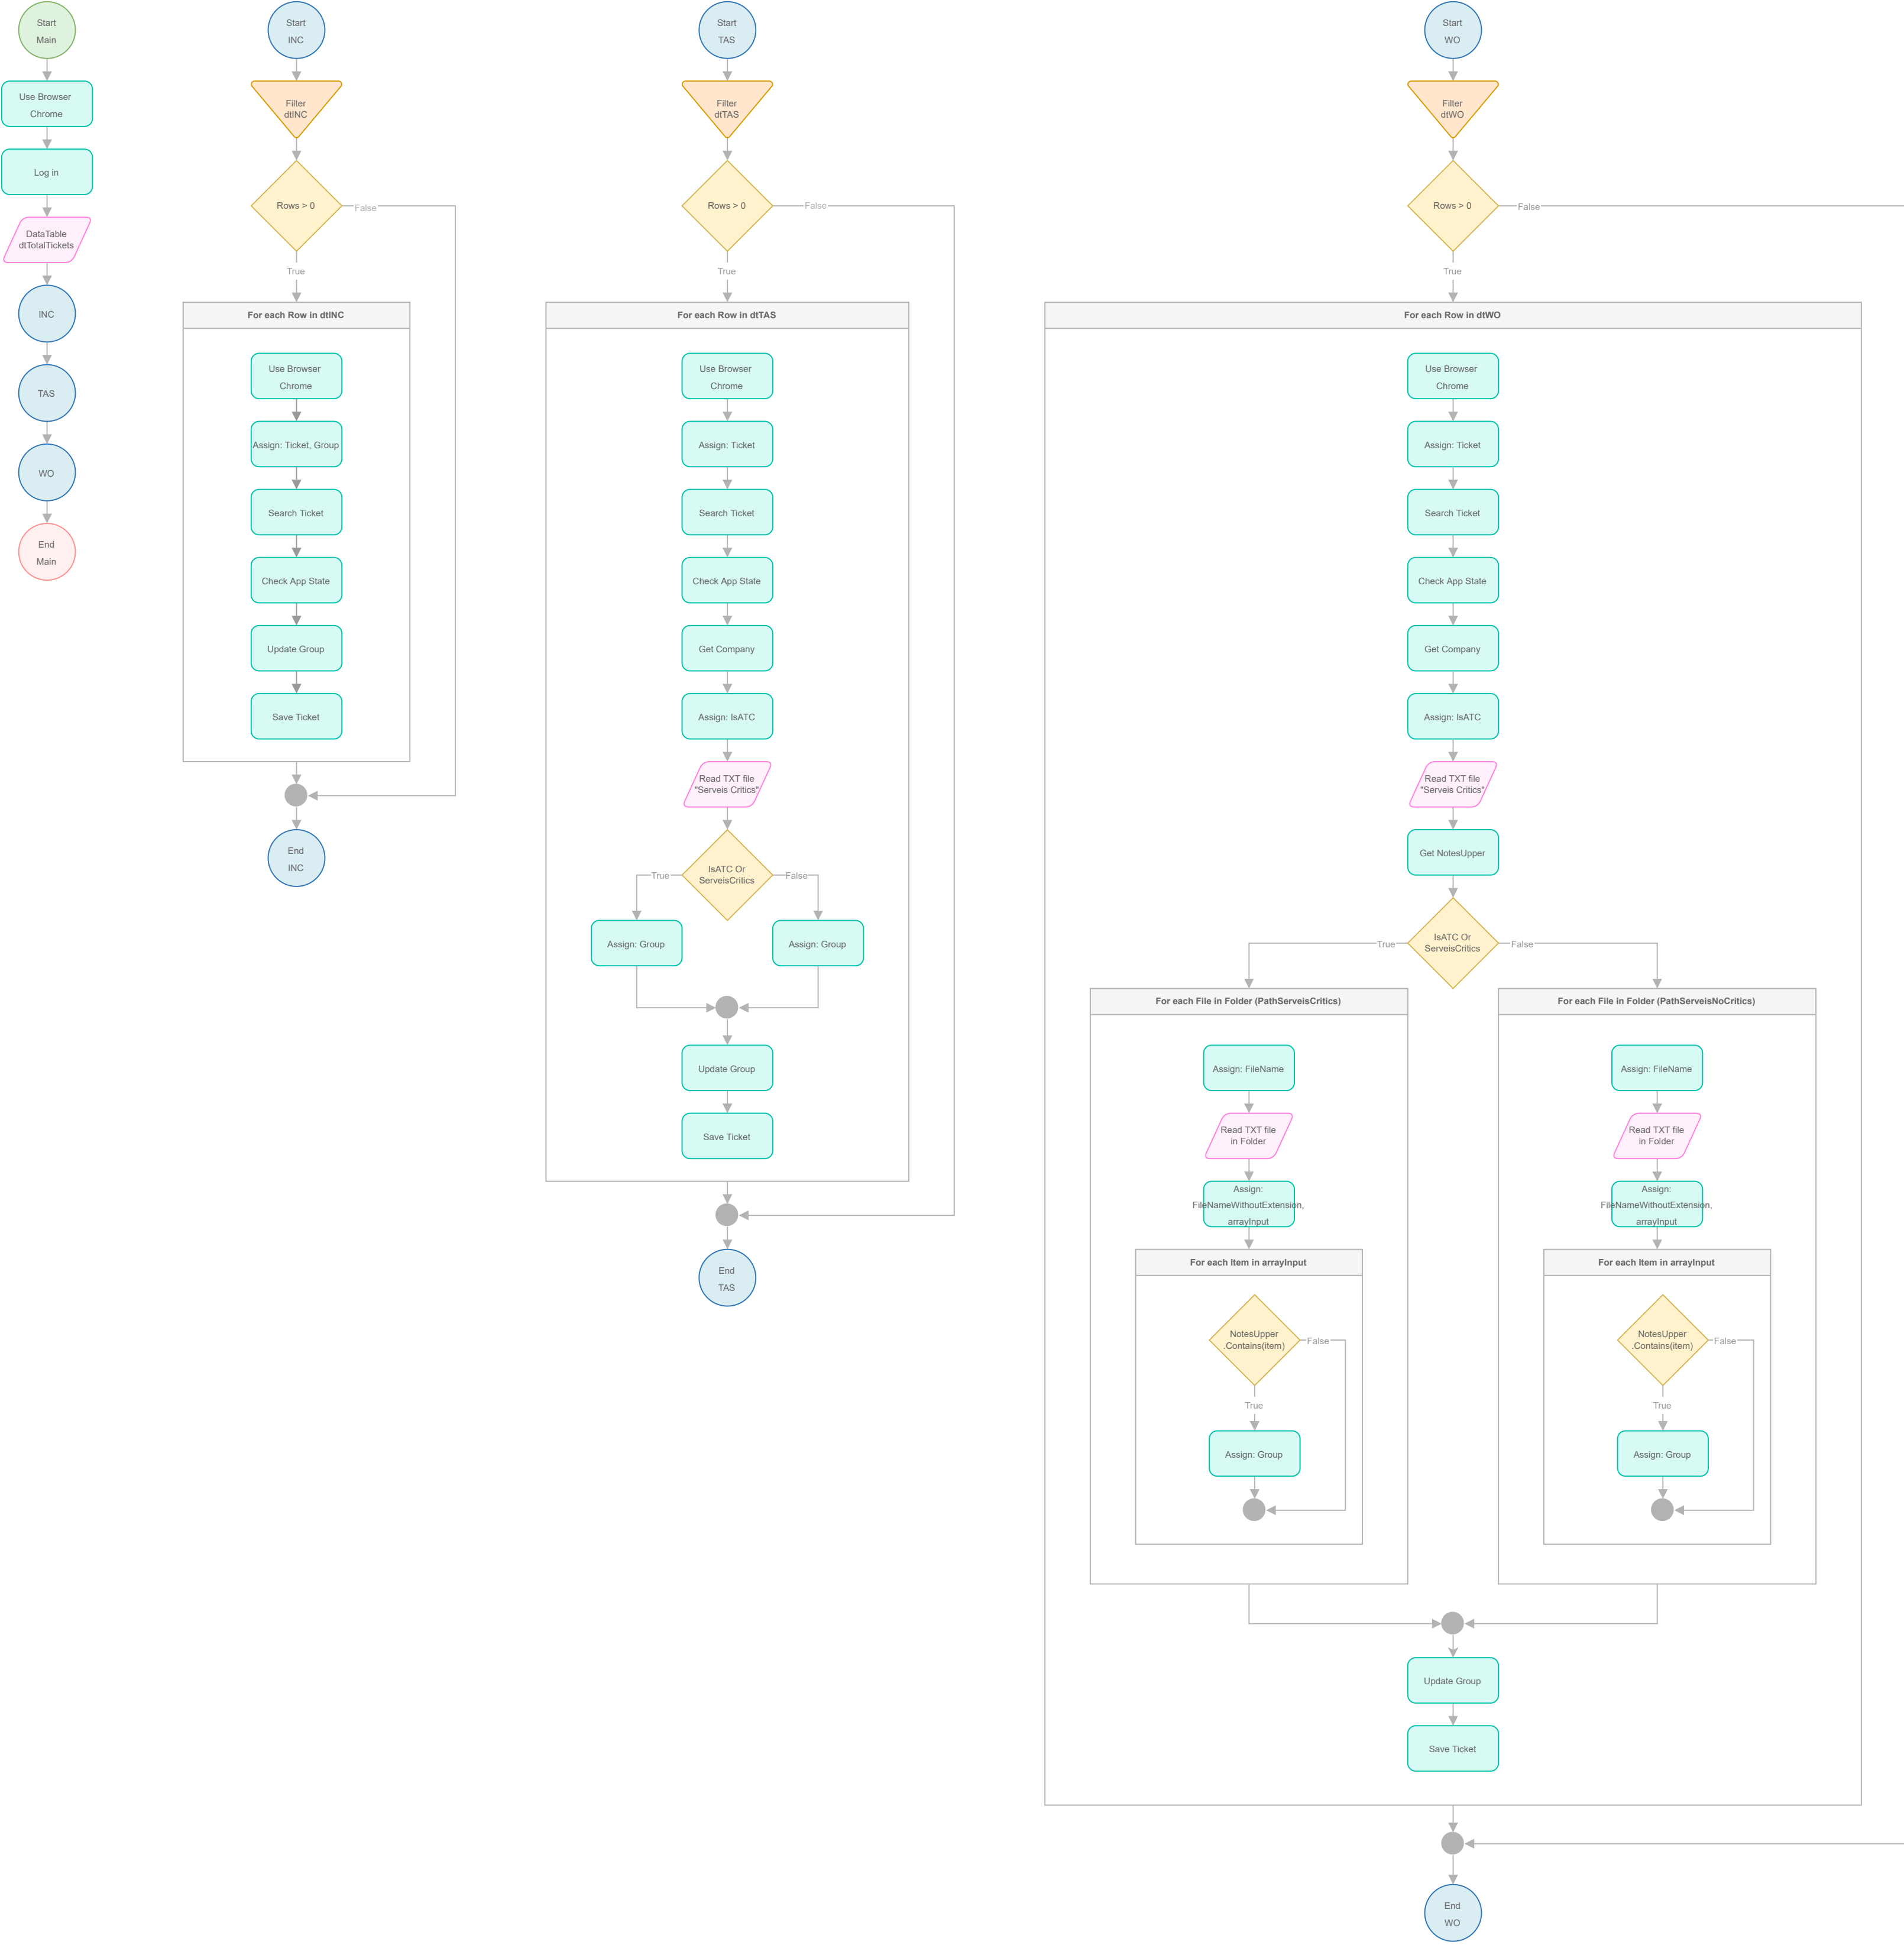 Start
Main
Use Browser
Chrome
Log in
DataTable
dtTotalTickets
INC
TAS
WO
End
Main
Start
INC
Filter
dtINC
Rows > 0
False
True
For each Row in dtINC
Use Browser
Chrome
Assign: Ticket, Group
Search Ticket
Check App State
Update Group
Save Ticket
End
INC
Start
TAS
Filter
dtTAS
Rows > 0
False
True
For each Row in dtTAS
Use Browser
Chrome
Assign: Ticket
Search Ticket
Check App State
Get Company
Assign: IsATC
Read TXT file
"Serveis Critics"
IsATC Or
ServeisCritics
True
False
Assign: Group
Assign: Group
Update Group
Save Ticket
End
TAS
Start
WO
Filter
dtWO
Rows > 0
False
True
For each Row in dtWO
Use Browser
Chrome
Assign: Ticket
Search Ticket
Check App State
Get Company
Assign: IsATC
Read TXT file
"Serveis Critics"
Get NotesUpper
IsATC Or
ServeisCritics
True
False
For each File in Folder (PathServeisCritics)
Assign: FileName
Read TXT file
in Folder
Assign:
FileNameWithoutExtension,
arrayInput
For each Item in arrayInput
NotesUpper
.Contains(item)
False
True
Assign: Group
For each File in Folder (PathServeisNoCritics)
Assign: FileName
Read TXT file
in Folder
Assign:
FileNameWithoutExtension,
arrayInput
For each Item in arrayInput
NotesUpper
.Contains(item)
False
True
Assign: Group
Update Group
Save Ticket
End
WO